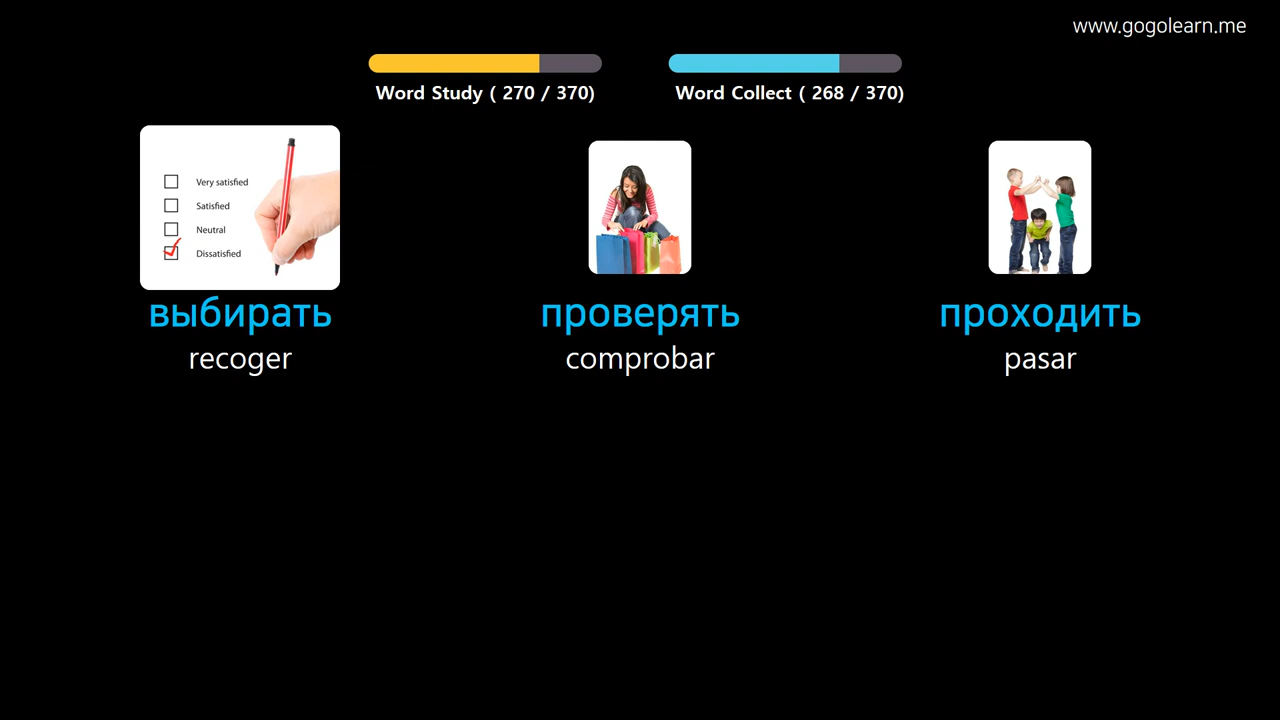 www.gogolearn.me
Word Study ( 270 / 370)
Word Collect ( 268 / 370)
Very satisfied
Satisfied
Neutral
Dissatisfied
выбирать
проверять
проходить
recoger
comprobar
pasar